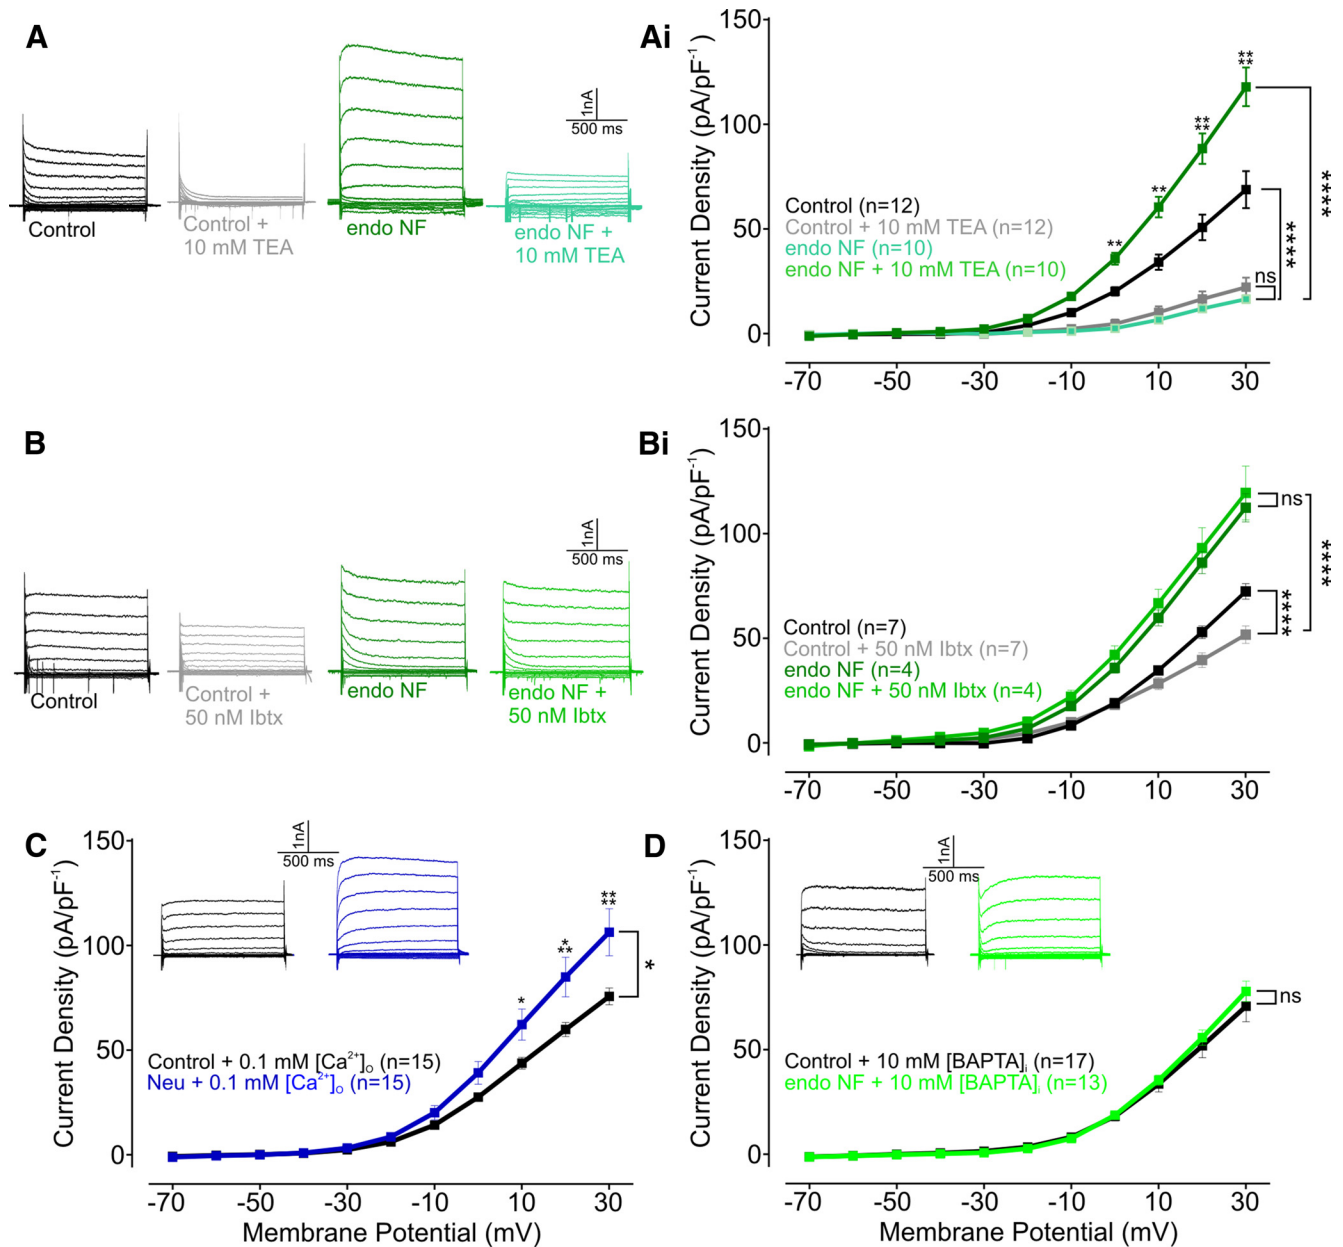 A
1nA
500 ms
Control
Control +
10 mM TEA
endo NF
endo NF +
10 mM TEA
Ai
Current Density (pA/pF⁻¹)
150
100
50
0
-70
-50
-30
-10
10
30
Control (n=12)
Control + 10 mM TEA (n=12)
endo NF (n=10)
endo NF + 10 mM TEA (n=10)
**
**
**
**
**
**
ns
****
****
B
1nA
500 ms
Control
Control +
50 nM Ibtx
endo NF
endo NF +
50 nM Ibtx
Bi
Current Density (pA/pF⁻¹)
150
100
50
0
-70
-50
-30
-10
10
30
Control (n=7)
Control + 50 nM Ibtx (n=7)
endo NF (n=4)
endo NF + 50 nM Ibtx (n=4)
ns
****
****
C
Current Density (pA/pF⁻¹)
150
100
50
0
1nA
500 ms
Control + 0.1 mM [Ca²⁺]ₒ (n=15)
Neu + 0.1 mM [Ca²⁺]ₒ (n=15)
*
*
**
**
**
*
-70
-50
-30
-10
10
30
Membrane Potential (mV)
D
Current Density (pA/pF⁻¹)
150
100
50
0
1nA
500 ms
Control + 10 mM [BAPTA]ᵢ (n=17)
endo NF + 10 mM [BAPTA]ᵢ (n=13)
ns
-70
-50
-30
-10
10
30
Membrane Potential (mV)